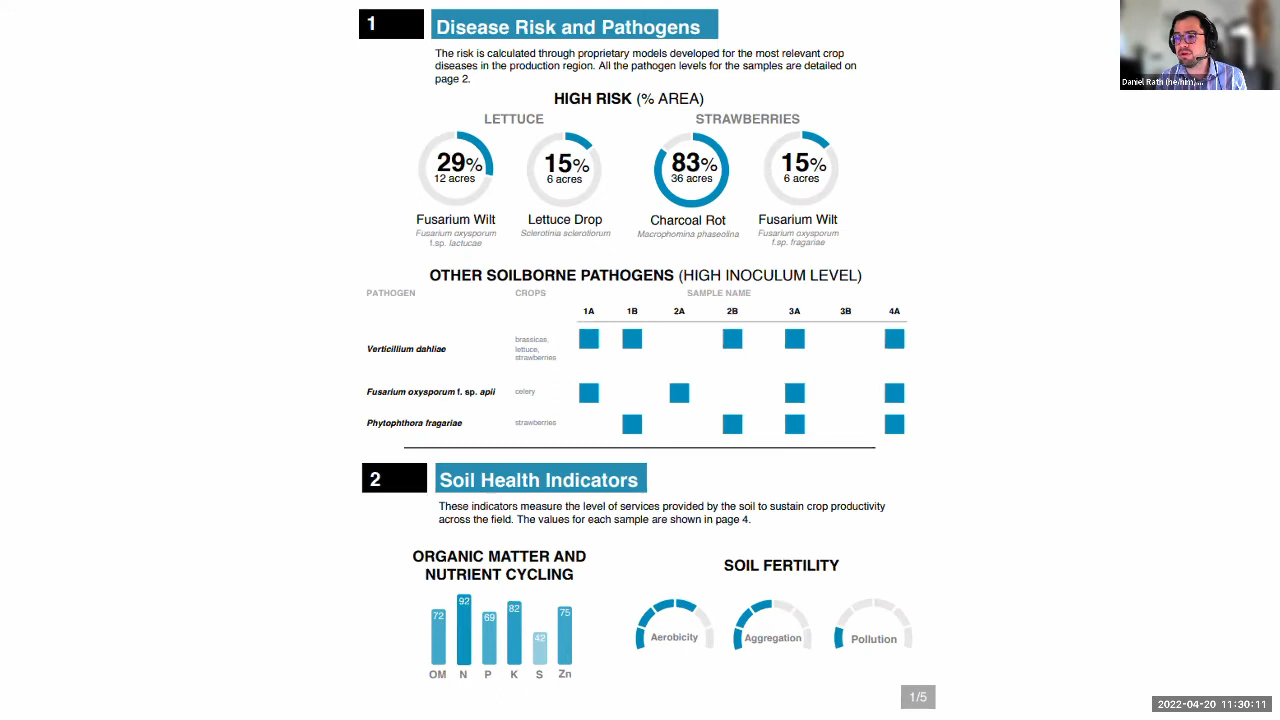 1 Disease Risk and Pathogens
The risk is calculated through proprietary models developed for the most relevant crop
diseases in the production region. All the pathogen levels for the samples are detailed on
page 2.
HIGH RISK (% AREA)
LETTUCE STRAWBERRIES
29% 15% 83% 15%
12 acres 6 acres 36 acres 6 acres
Fusarium Wilt Lettuce Drop Charcoal Rot Fusarium Wilt
Fusarium oxysporum Sclerotinia sclerotiorum Macrophomina phaseolina Fusarium oxysporum
f.sp. lactucae f.sp. fragariae
OTHER SOILBORNE PATHOGENS (HIGH INOCULUM LEVEL)
PATHOGEN CROPS SAMPLE NAME
1A 1B 2A 2B 3A 3B 4A
brassicas,
Verticillium dahliae lettuce,
strawberries
Fusarium oxysporum f. sp. apii celery
Phytophthora fragariae strawberries
2 Soil Health Indicators
These indicators measure the level of services provided by the soil to sustain crop productivity
across the field. The values for each sample are shown in page 4.
ORGANIC MATTER AND
NUTRIENT CYCLING
SOIL FERTILITY
72 92 69 82 42 75
OM N P K S Zn
Aerobicity Aggregation Pollution
1/5
Daniel Rath (he/him)...
2022-04-20 11:30:11